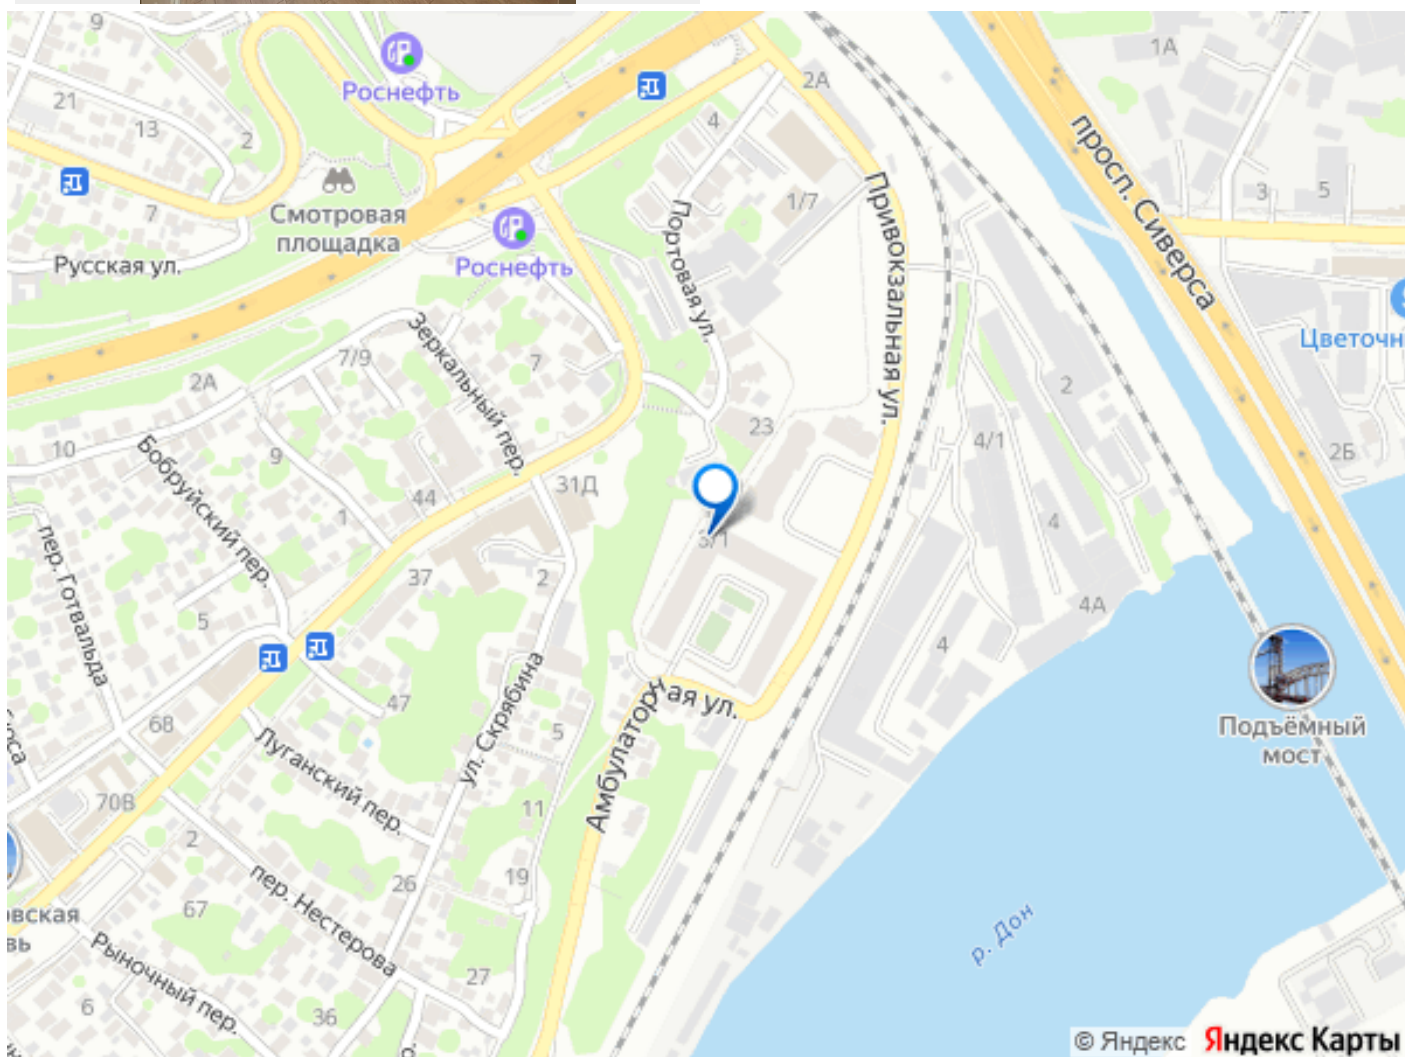 9
Роснефть
1А
2А
21
13
2
4
просп. Сиверса
7
Смотровая
площадка
1/7
3
5
Привокзальная ул.
Русская ул.
Роснефть
Портовая ул.
Зеркальный пер.
7/9
7
Цветочн
2А
2
10
Бобруйский пер.
9
23
4/1
2Б
44
31Д
1
3/1
4
пер. Готвальда
37
2
4А
5
4
47
ая ул.
68
ул. Скрябина
5
Подъёмный
мост
Луганский пер.
Амбулаторн
70В
11
2
пер. Нестерова
26
19
67
овская
вь
р. Дон
Рыночный пер.
27
6
36
© Яндекс Яндекс Карты